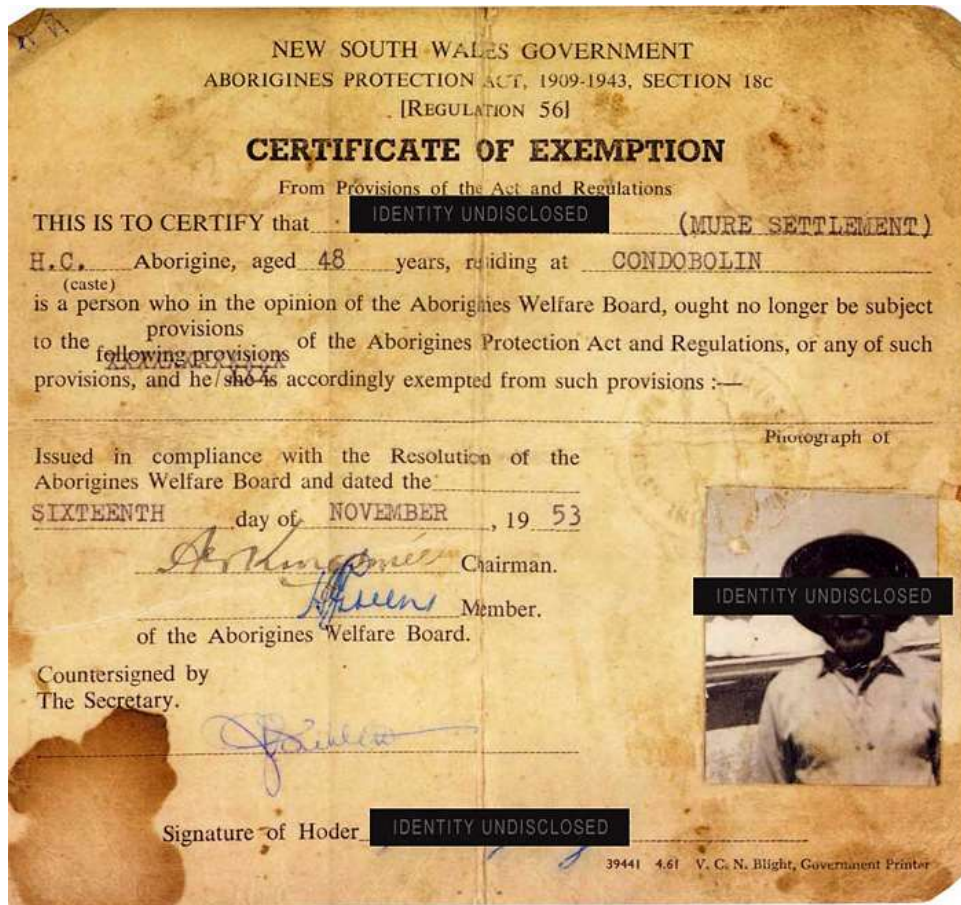 NEW SOUTH WALES GOVERNMENT
ABORIGINES PROTECTION ACT, 1909-1943, SECTION 18c
[REGULATION 56]
CERTIFICATE OF EXEMPTION
From Provisions of the Act and Regulations
THIS IS TO CERTIFY that IDENTITY UNDISCLOSED (MURE SETTLEMENT)
H.C. Aborigine, aged 48 years, residing at CONDOBOLIN
(caste)
is a person who in the opinion of the Aborigines Welfare Board, ought no longer be subject
provisions
to the following provisions of the Aborigines Protection Act and Regulations, or any of such
provisions, and he/she is accordingly exempted from such provisions :—
Photograph of
Issued in compliance with the Resolution of the
Aborigines Welfare Board and dated the
SIXTEENTH day of NOVEMBER, 19 53
Chairman.
IDENTITY UNDISCLOSED
Member.
of the Aborigines Welfare Board.
Countersigned by
The Secretary.
Signature of Hoder IDENTITY UNDISCLOSED
39441 4.61 V. C. N. Blight, Government Printer